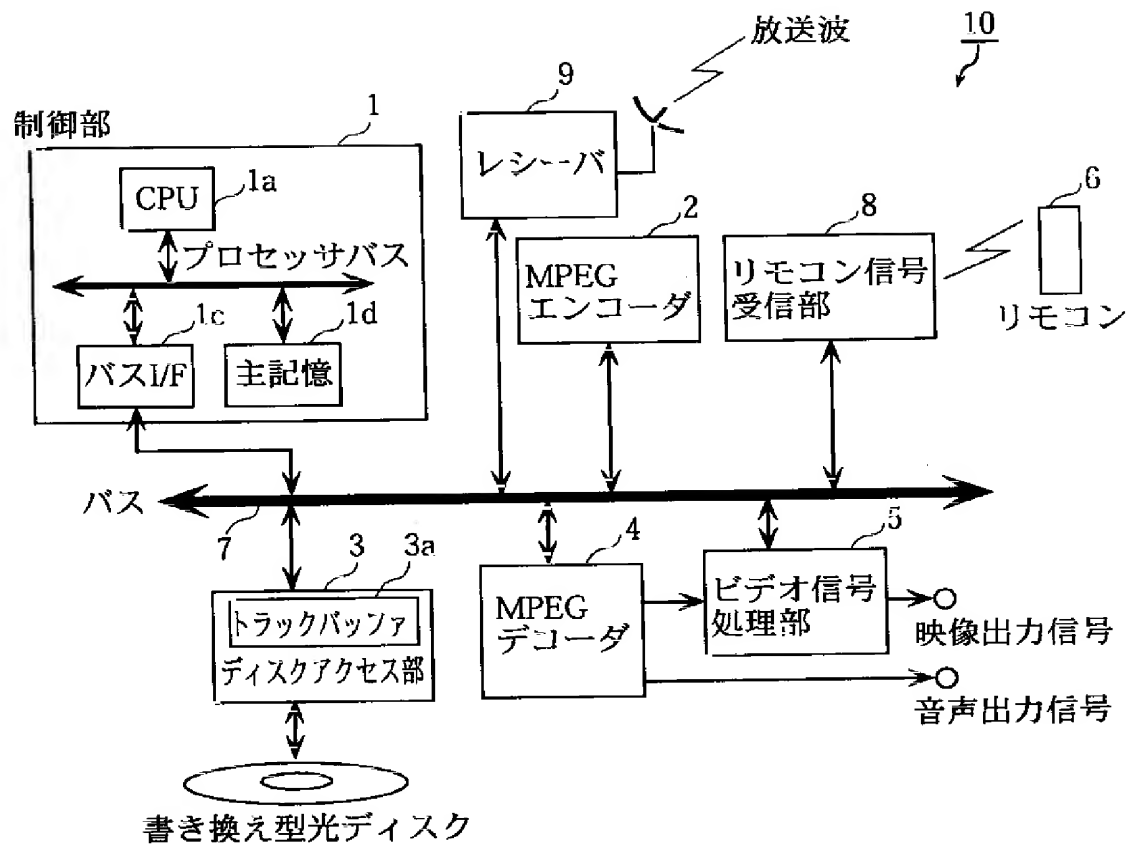 放送波
10
9
制御部
1
レシーバ
CPU
1a
6
2
8
プロセッサバス
MPEG
エンコーダ
リモコン信号
受信部
リモコン
1c
1d
バスI/F
主記憶
バス
7
3
3a
4
5
トラックバッファ
ディスクアクセス部
MPEG
デコーダ
ビデオ信号
処理部
映像出力信号
音声出力信号
書き換え型光ディスク